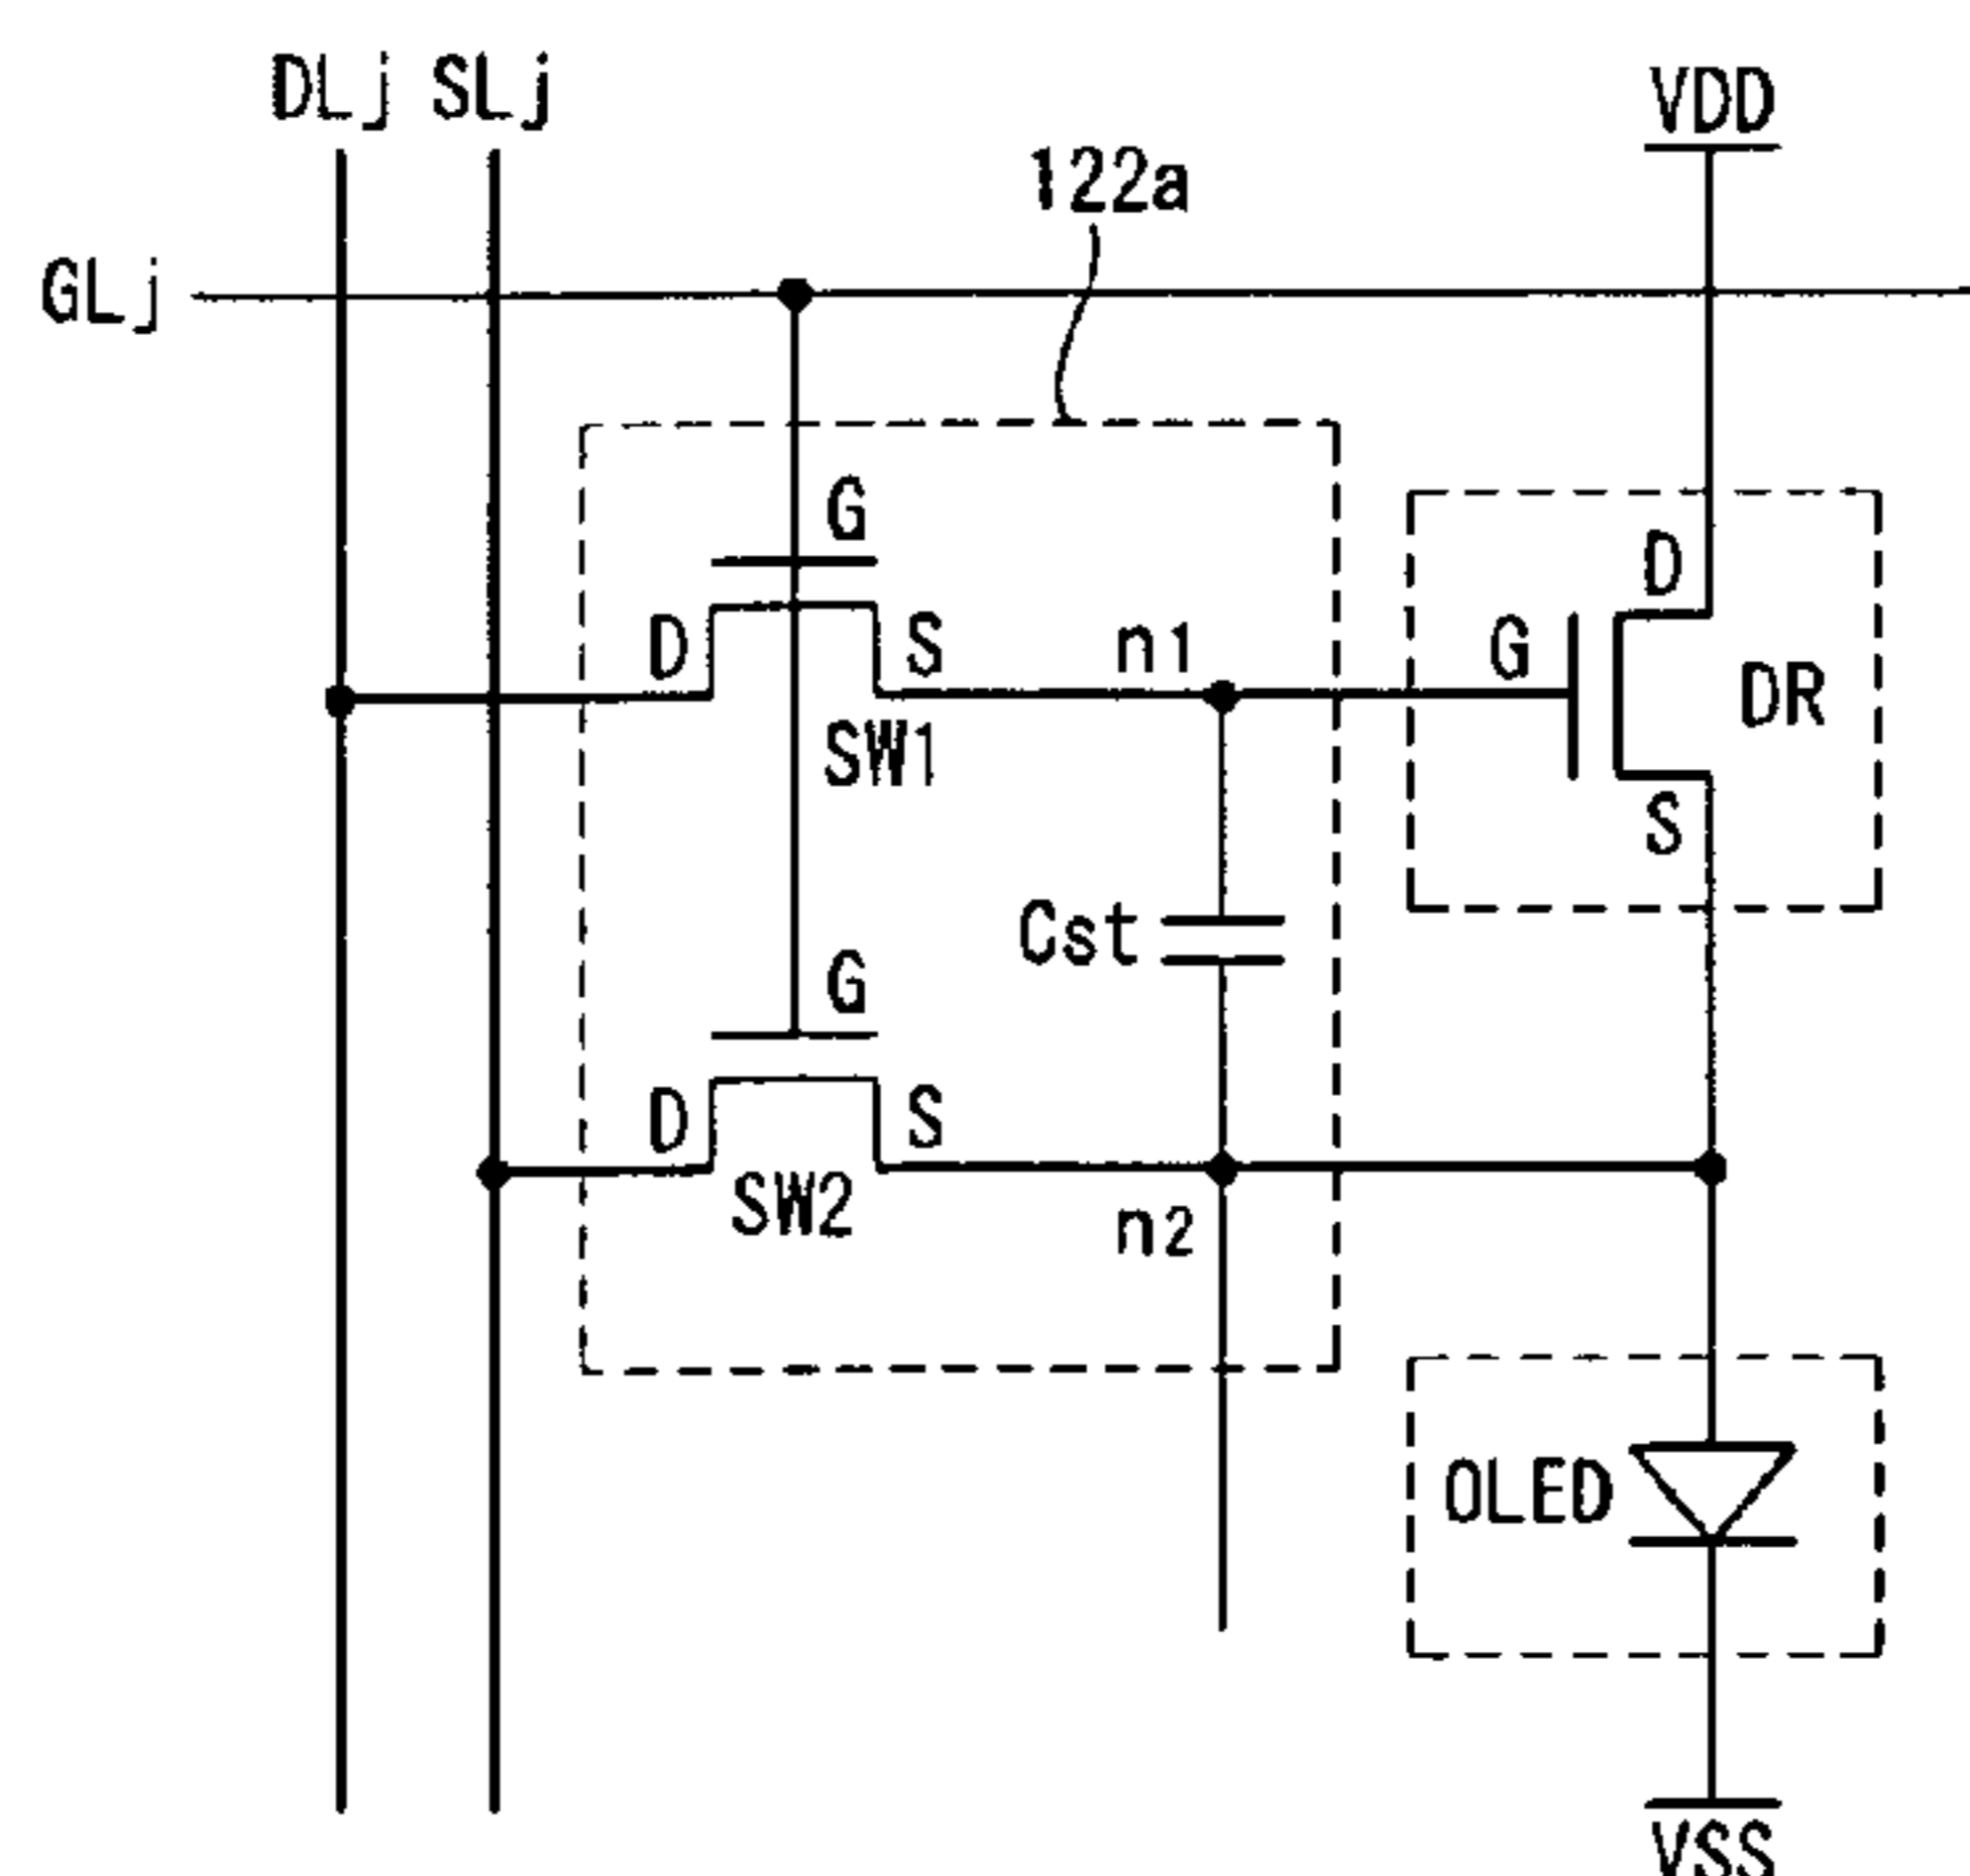 DLj SLj
VDD
122a
GLj
G
D
D S n1 G
DR
SW1
S
Cst
G
D S
SW2 n2
OLED
VSS